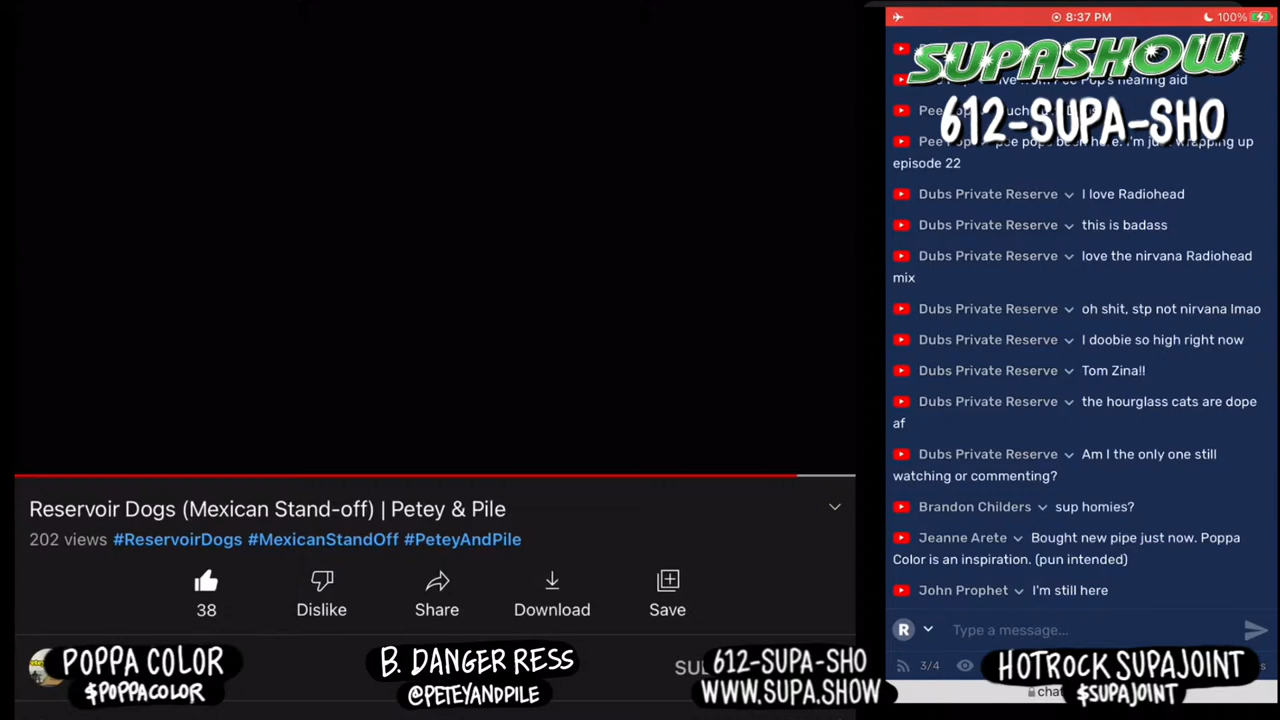 8:37 PM
100%
SUPASHOW
Pop's hearing aid
612-SUPA-SHO
wrapping up
episode 22
Dubs Private Reserve I love Radiohead
Dubs Private Reserve this is badass
Dubs Private Reserve love the nirvana Radiohead
mix
Dubs Private Reserve oh shit, stp not nirvana lmao
Dubs Private Reserve I doobie so high right now
Dubs Private Reserve Tom Zina!!
Dubs Private Reserve the hourglass cats are dope
af
Dubs Private Reserve Am I the only one still
watching or commenting?
Brandon Childers sup homies?
Jeanne Arete Bought new pipe just now. Poppa
Color is an inspiration. (pun intended)
John Prophet I'm still here
R Type a message...
3/4
Reservoir Dogs (Mexican Stand-off) | Petey & Pile
202 views #ReservoirDogs #MexicanStandOff #PeteyAndPile
38 Dislike Share Download Save
POPPA COLOR
$POPPACOLOR
B. DANGER RESS
@PETEYANDPILE
612-SUPA-SHO
WWW.SUPA.SHOW
HOTROCK SUPAJOINT
$SUPAJOINT